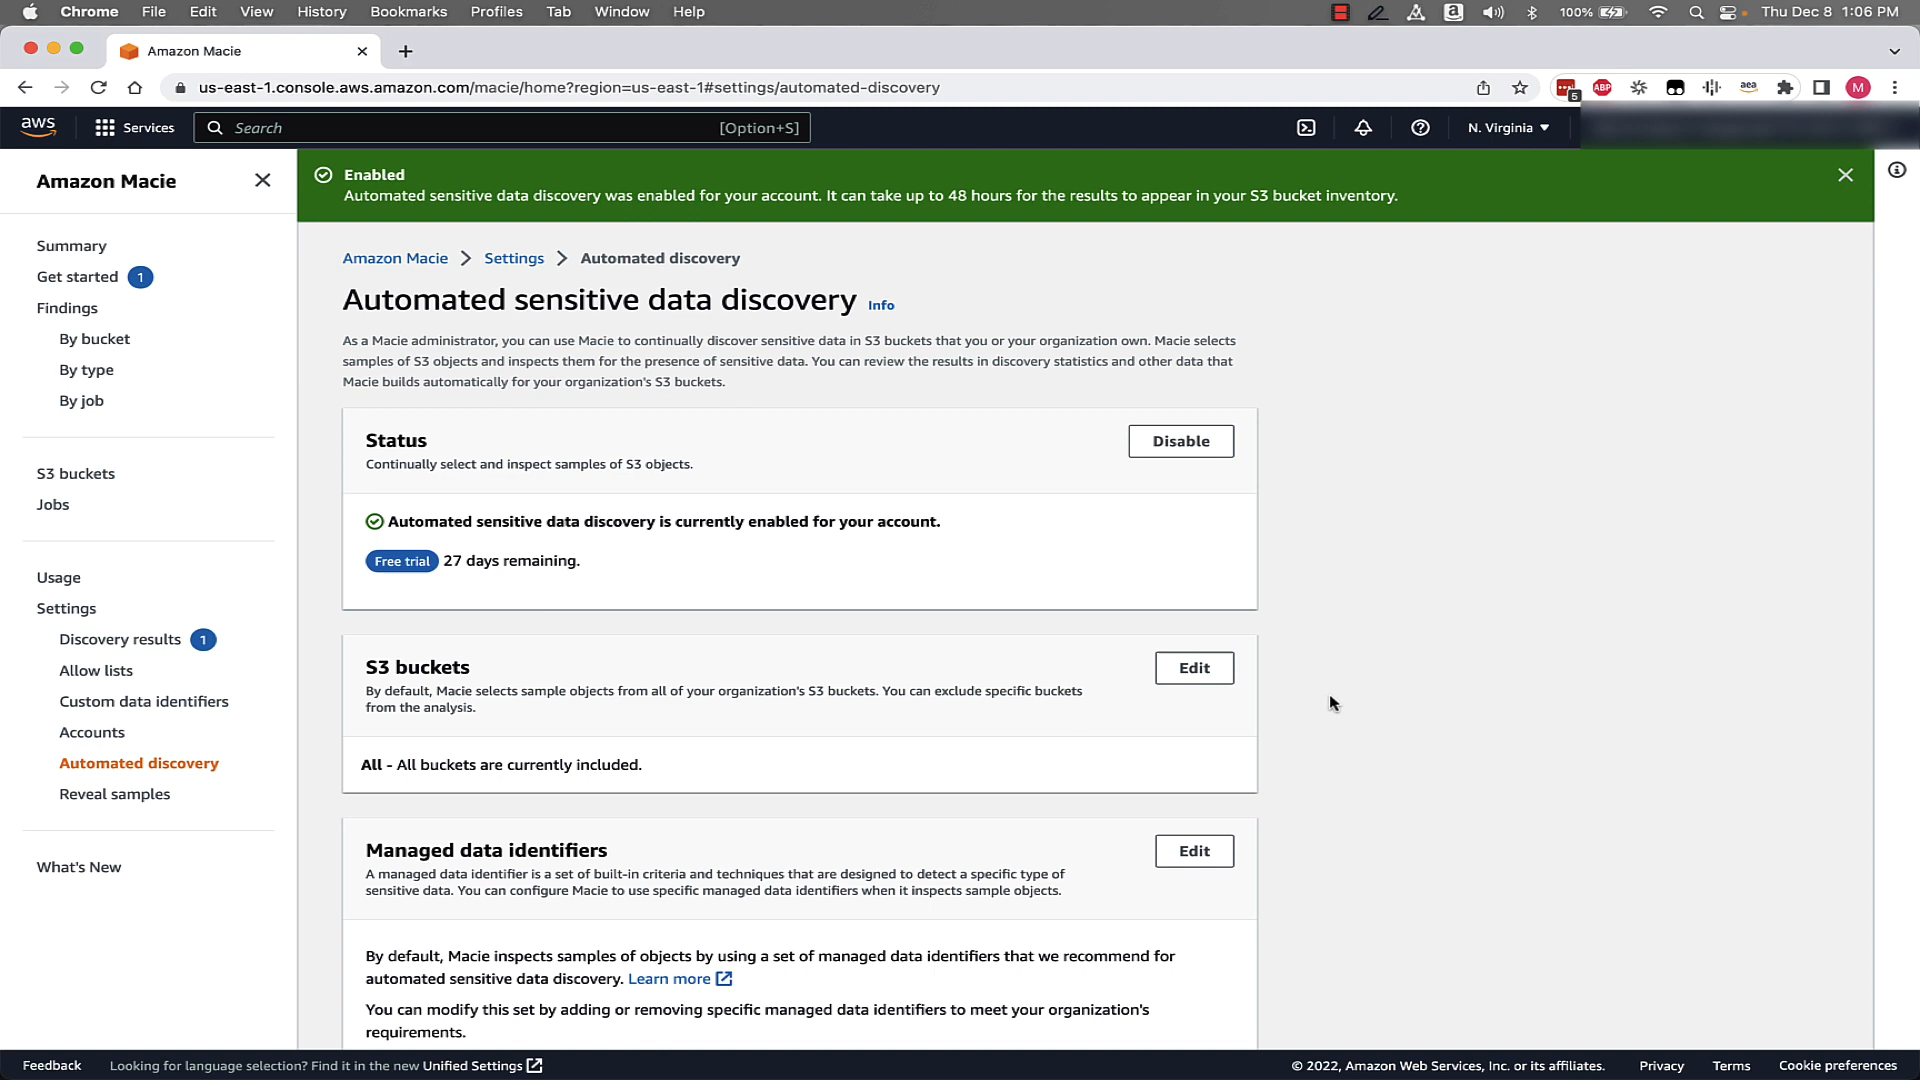 Chrome File Edit View History Bookmarks Profiles Tab Window Help 100% Thu Dec 8 1:06 PM
Amazon Macie
us-east-1.console.aws.amazon.com/macie/home?region=us-east-1#settings/automated-discovery 5 ABP aea M
aws Services Search [Option+S] N. Virginia
Amazon Macie
Summary
Get started 1
Findings
By bucket
By type
By job
S3 buckets
Jobs
Usage
Settings
Discovery results 1
Allow lists
Custom data identifiers
Accounts
Automated discovery
Reveal samples
What's New
Enabled
Automated sensitive data discovery was enabled for your account. It can take up to 48 hours for the results to appear in your S3 bucket inventory.
Amazon Macie Settings Automated discovery
Automated sensitive data discovery Info
As a Macie administrator, you can use Macie to continually discover sensitive data in S3 buckets that you or your organization own. Macie selects
samples of S3 objects and inspects them for the presence of sensitive data. You can review the results in discovery statistics and other data that
Macie builds automatically for your organization's S3 buckets.
Status Disable
Continually select and inspect samples of S3 objects.
Automated sensitive data discovery is currently enabled for your account.
Free trial 27 days remaining.
S3 buckets Edit
By default, Macie selects sample objects from all of your organization's S3 buckets. You can exclude specific buckets
from the analysis.
All - All buckets are currently included.
Managed data identifiers Edit
A managed data identifier is a set of built-in criteria and techniques that are designed to detect a specific type of
sensitive data. You can configure Macie to use specific managed data identifiers when it inspects sample objects.
By default, Macie inspects samples of objects by using a set of managed data identifiers that we recommend for
automated sensitive data discovery. Learn more
You can modify this set by adding or removing specific managed data identifiers to meet your organization's
requirements.
Feedback Looking for language selection? Find it in the new Unified Settings © 2022, Amazon Web Services, Inc. or its affiliates. Privacy Terms Cookie preferences